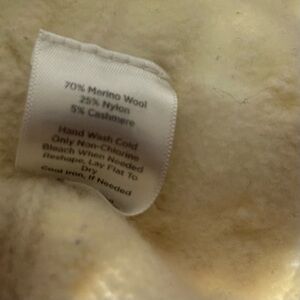 70% Merino Wool
25% Nylon
5% Cashmere
Hand Wash Cold
Only Non-Chlorine
Bleach When Needed
Reshape, Lay Flat To
Dry
Cool Iron, If Needed